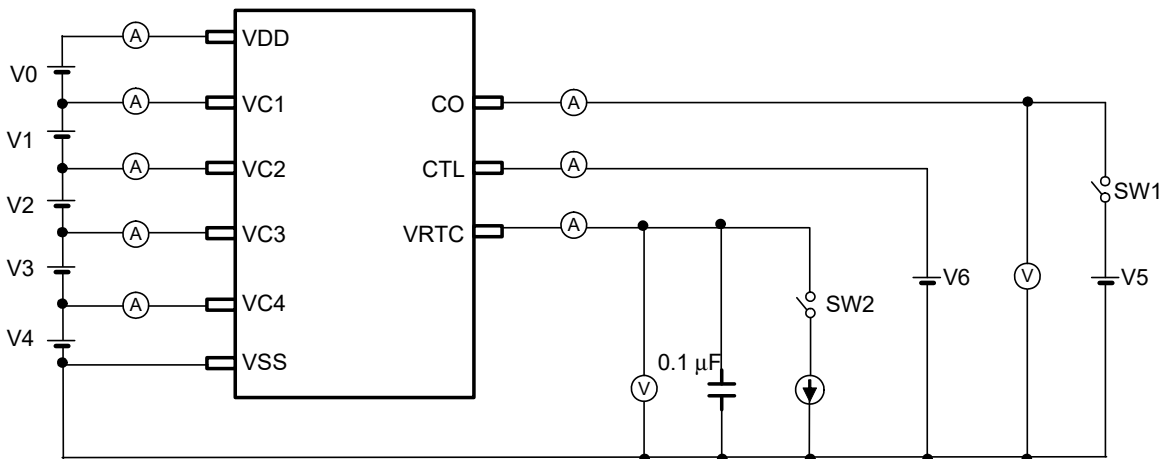 A
VDD
V0
A
VC1
CO
A
V1
A
VC2
CTL
A
SW1
V2
A
VC3
VRTC
A
V3
V6
V
V5
A
VC4
SW2
V4
VSS
0.1 μF
V